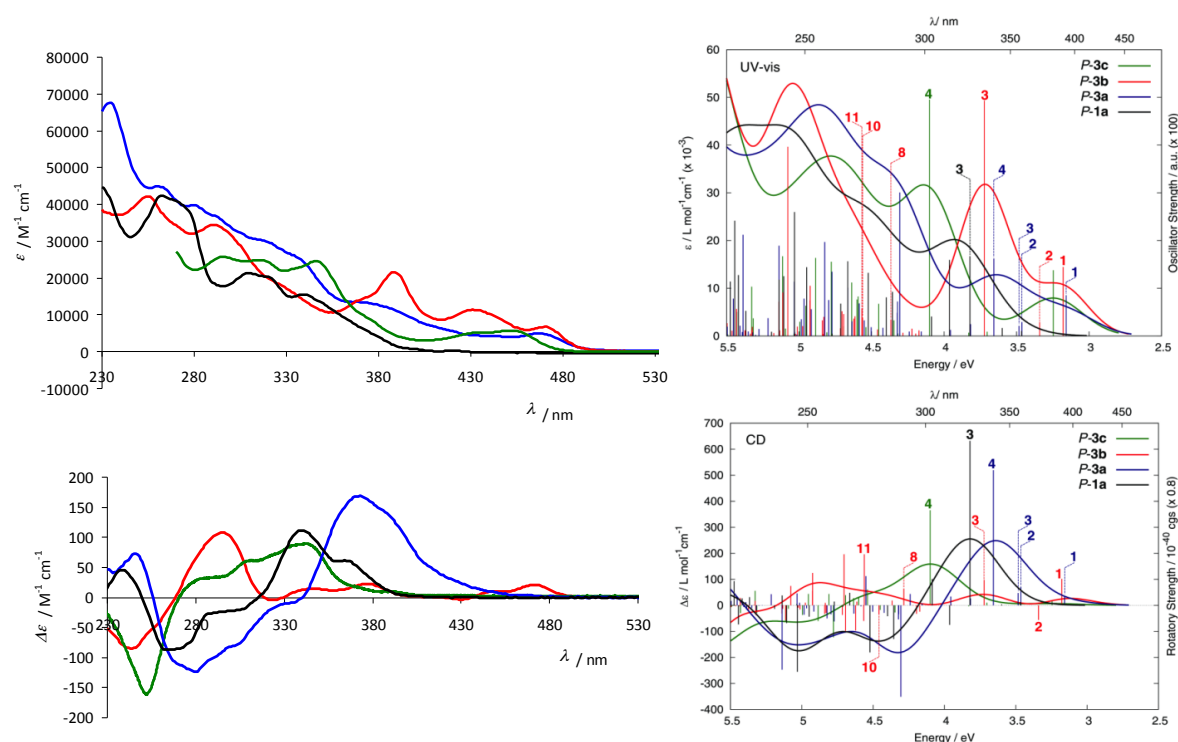 80000
70000
60000
50000
40000
30000
20000
10000
0
-10000
ε / M⁻¹ cm⁻¹
230 280 330 380 430 480 530
λ / nm
200
150
100
50
0
-50
-100
-150
-200
Δε / M⁻¹ cm⁻¹
230 280 330 380 430 480 530
λ / nm
λ/ nm
250 300 350 400 450
UV-vis
P-3c
P-3b
P-3a
P-1a
60
50
40
30
20
10
0
ε / L mol⁻¹cm⁻¹ (x 10⁻³)
Oscillator Strength / a.u. (x 100)
11
10
8
4
3
3
4
3
2
2
1
1
5.5 5 4.5 4 3.5 3 2.5
Energy / eV
λ/ nm
250 300 350 400 450
CD
P-3c
P-3b
P-3a
P-1a
700
600
500
400
300
200
100
0
-100
-200
-300
-400
Δε / L mol⁻¹cm⁻¹
Rotatory Strength / 10⁻⁴⁰ cgs (x 0.8)
3
4
4
11
8
3
3
2
1
1
2
10
5.5 5 4.5 4 3.5 3 2.5
Energy / eV